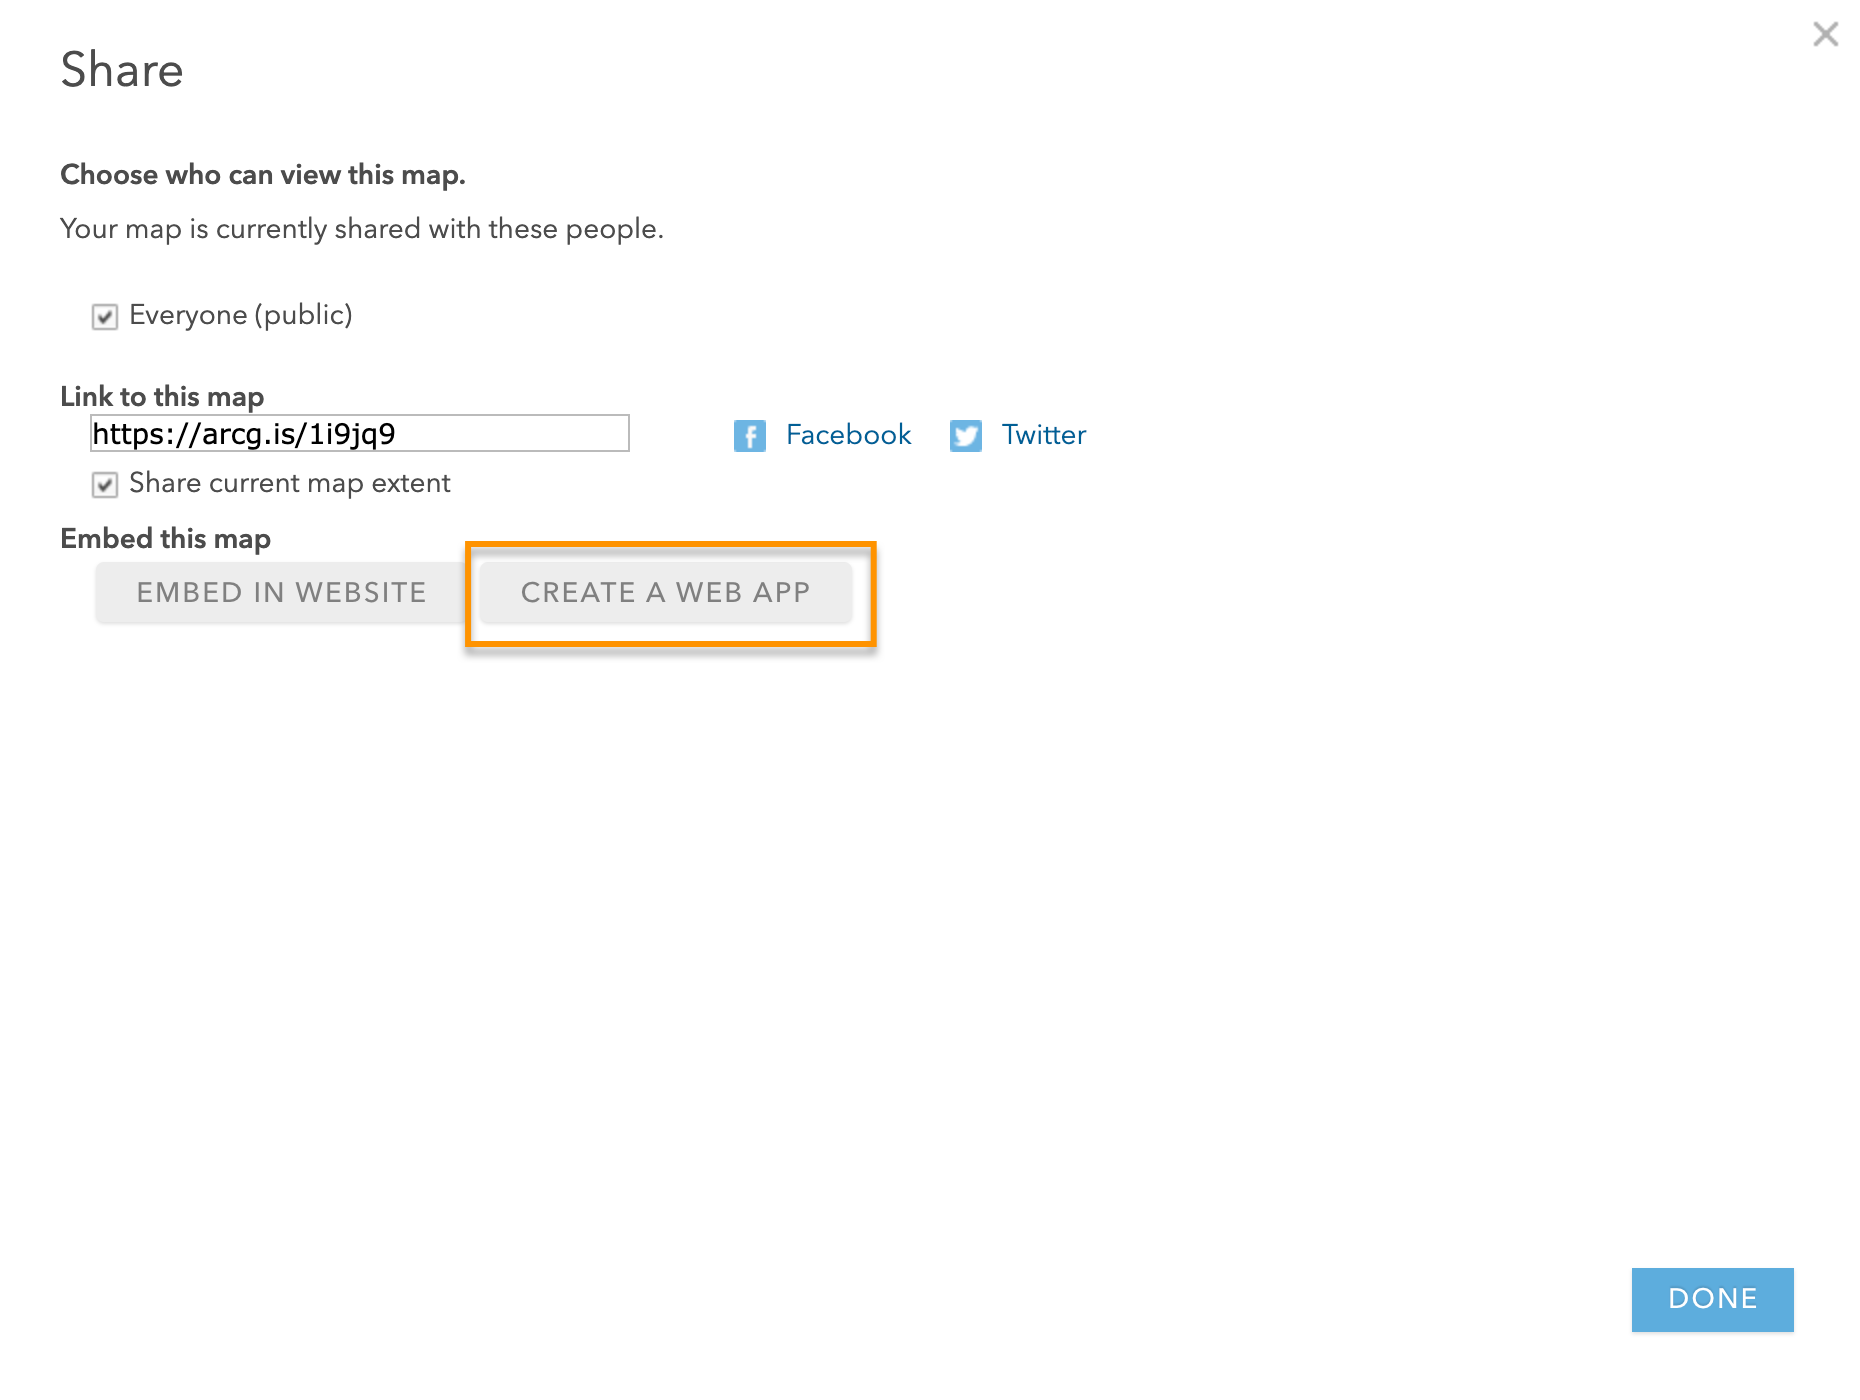 Share
Choose who can view this map.
Your map is currently shared with these people.
Everyone (public)
Link to this map
https://arcg.is/1i9jq9
Facebook
Twitter
Share current map extent
Embed this map
EMBED IN WEBSITE
CREATE A WEB APP
DONE